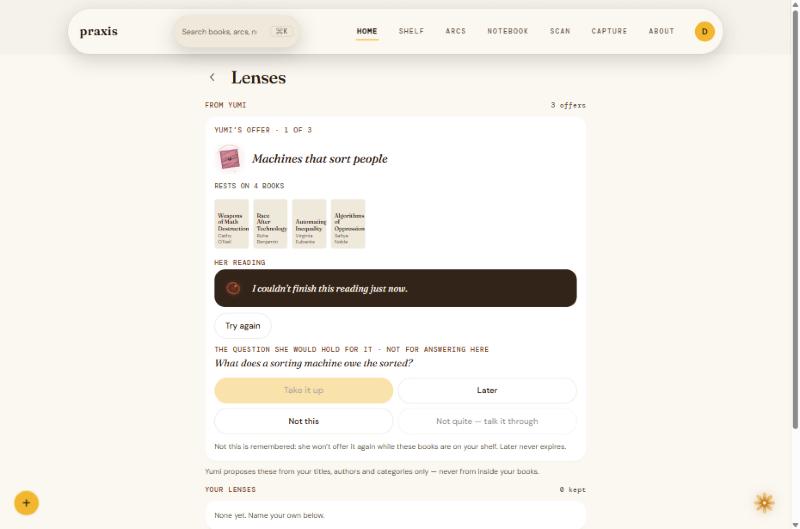 praxis
Search books, arcs, n
⌘K
HOME
SHELF
ARCS
NOTEBOOK
SCAN
CAPTURE
ABOUT
D
Lenses
FROM YUMI
3 offers
YUMI'S OFFER · 1 OF 3
Machines that sort people
RESTS ON 4 BOOKS
Weapons
of Math
Destruction
Cathy
O'Neil
Race
After
Technology
Ruha
Benjamin
Automating
Inequality
Virginia
Eubanks
Algorithms
of
Oppression
Safiya
Noble
HER READING
I couldn't finish this reading just now.
Try again
THE QUESTION SHE WOULD HOLD FOR IT · NOT FOR ANSWERING HERE
What does a sorting machine owe the sorted?
Take it up
Later
Not this
Not quite — talk it through
Not this is remembered: she won't offer it again while these books are on your shelf. Later never expires.
Yumi proposes these from your titles, authors and categories only — never from inside your books.
YOUR LENSES
0 kept
None yet. Name your own below.
+